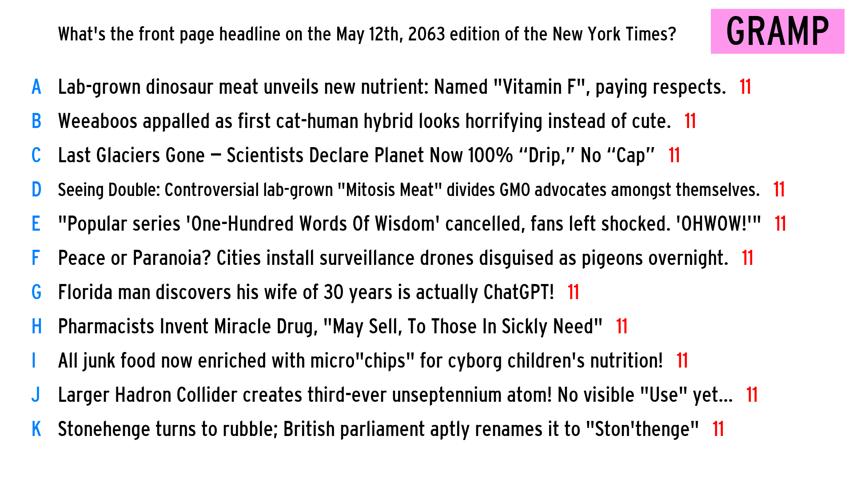 What's the front page headline on the May 12th, 2063 edition of the New York Times?
GRAMP
A Lab-grown dinosaur meat unveils new nutrient: Named "Vitamin F", paying respects. 11
B Weeaboos appalled as first cat-human hybrid looks horrifying instead of cute. 11
C Last Glaciers Gone – Scientists Declare Planet Now 100% “Drip,” No “Cap” 11
D Seeing Double: Controversial lab-grown "Mitosis Meat" divides GMO advocates amongst themselves. 11
E "Popular series 'One-Hundred Words Of Wisdom' cancelled, fans left shocked. 'OHWOW!'" 11
F Peace or Paranoia? Cities install surveillance drones disguised as pigeons overnight. 11
G Florida man discovers his wife of 30 years is actually ChatGPT! 11
H Pharmacists Invent Miracle Drug, "May Sell, To Those In Sickly Need" 11
I All junk food now enriched with micro"chips" for cyborg children's nutrition! 11
J Larger Hadron Collider creates third-ever unseptennium atom! No visible "Use" yet... 11
K Stonehenge turns to rubble; British parliament aptly renames it to "Ston'thenge" 11